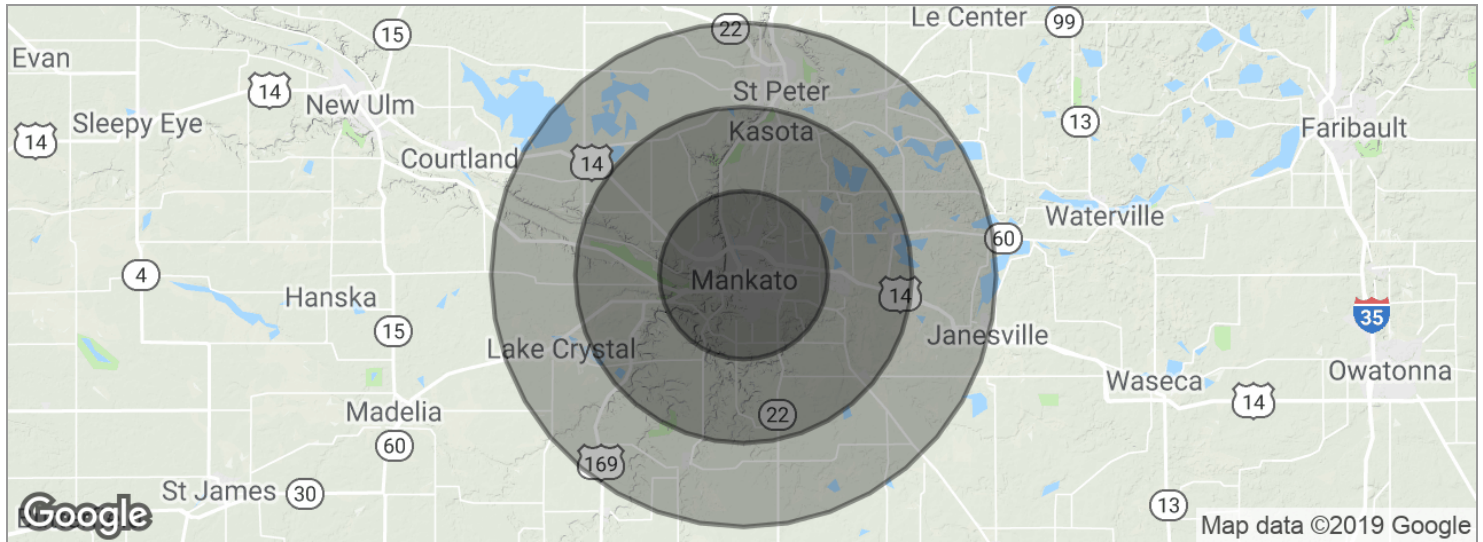 22
Le Center
99
15
Evan
14
New Ulm
St Peter
Sleepy Eye
13
Faribault
14
Kasota
Courtland
14
Waterville
60
4
Mankato
Hanska
14
15
35
Janesville
Lake Crystal
Waseca
Owatonna
14
Madelia
22
60
169
St James
30
13
Google
Map data ©2019 Google